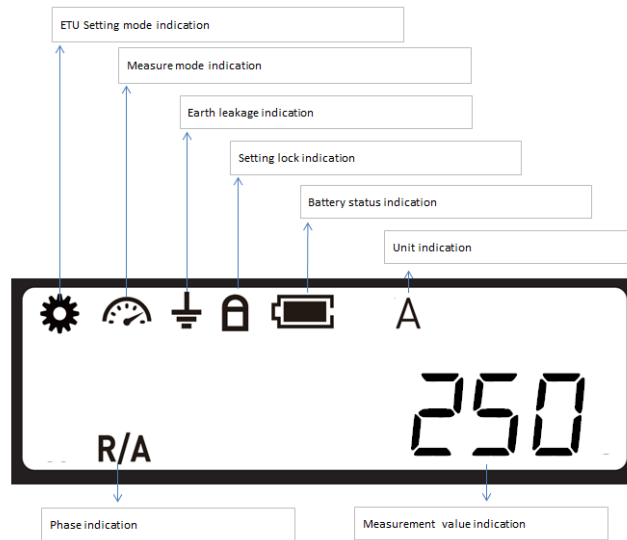 ETU Setting mode indication
Measure mode indication
Earth leakage indication
Setting lock indication
Battery status indication
Unit indication
A
250
R/A
Phase indication
Measurement value indication